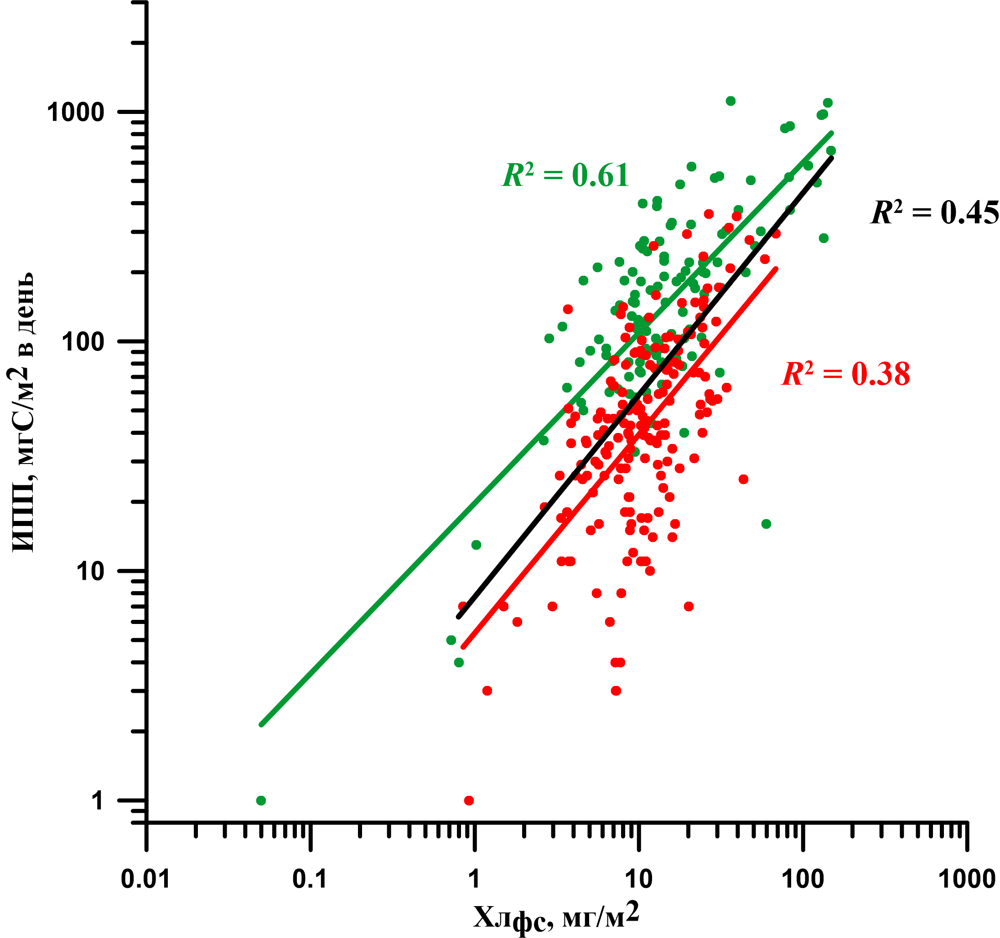 1000
R² = 0.61
R² = 0.45
100
R² = 0.38
10
1
ИПП, мгС/м2 в день
0.01 0.1 1 10 100 1000
Хлфс, мг/м²